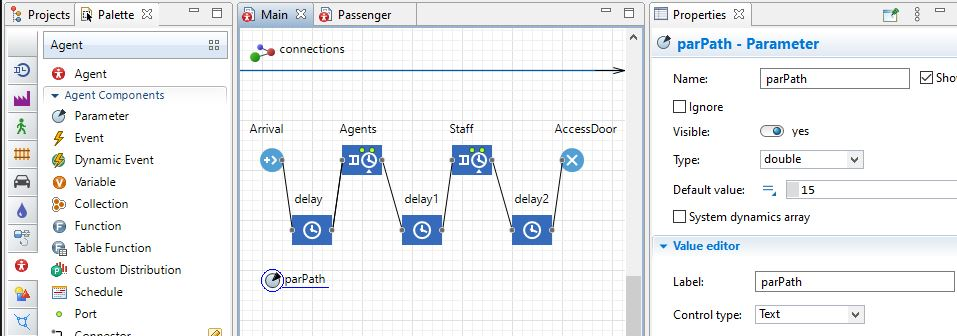 Projects
Palette
Agent
Agent
Agent Components
Parameter
Event
Dynamic Event
Variable
Collection
Function
Table Function
Custom Distribution
Schedule
Port
Connector
Main
Passenger
connections
Arrival
Agents
Staff
AccessDoor
delay
delay1
delay2
parPath
Properties
parPath - Parameter
Name:
parPath
Sho
Ignore
Visible:
yes
Type:
double
Default value:
15
System dynamics array
Value editor
Label:
parPath
Control type:
Text